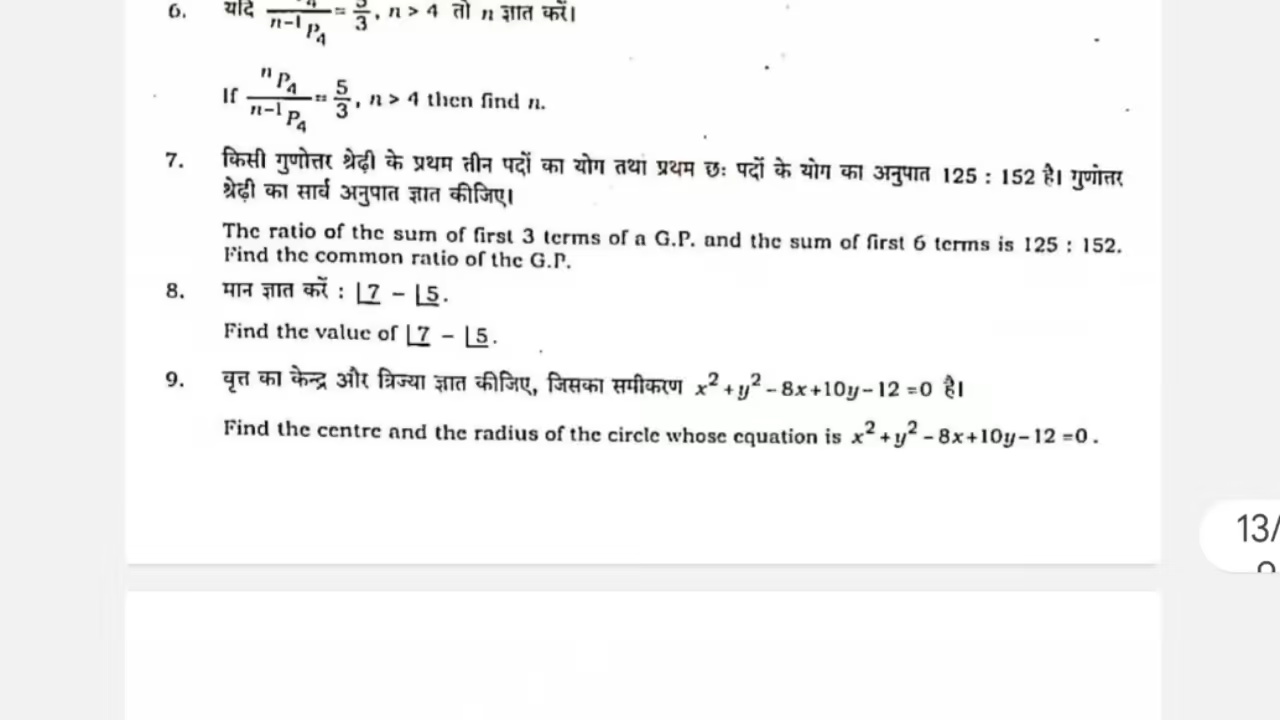 6. यदि n-1P4 = 5/3, n > 4 तो n ज्ञात करें।
If nP4/n-1P4 = 5/3, n > 4 then find n.
7. किसी गुणोत्तर श्रेढ़ी के प्रथम तीन पदों का योग तथा प्रथम छः पदों के योग का अनुपात 125 : 152 है। गुणोत्तर
श्रेढ़ी का सार्व अनुपात ज्ञात कीजिए।
The ratio of the sum of first 3 terms of a G.P. and the sum of first 6 terms is 125 : 152.
Find the common ratio of the G.P.
8. मान ज्ञात करें : |7 - |5.
Find the value of |7 - |5.
9. वृत्त का केन्द्र और त्रिज्या ज्ञात कीजिए, जिसका समीकरण x²+y²-8x+10y-12=0 है।
Find the centre and the radius of the circle whose equation is x²+y²-8x+10y-12=0.
13/